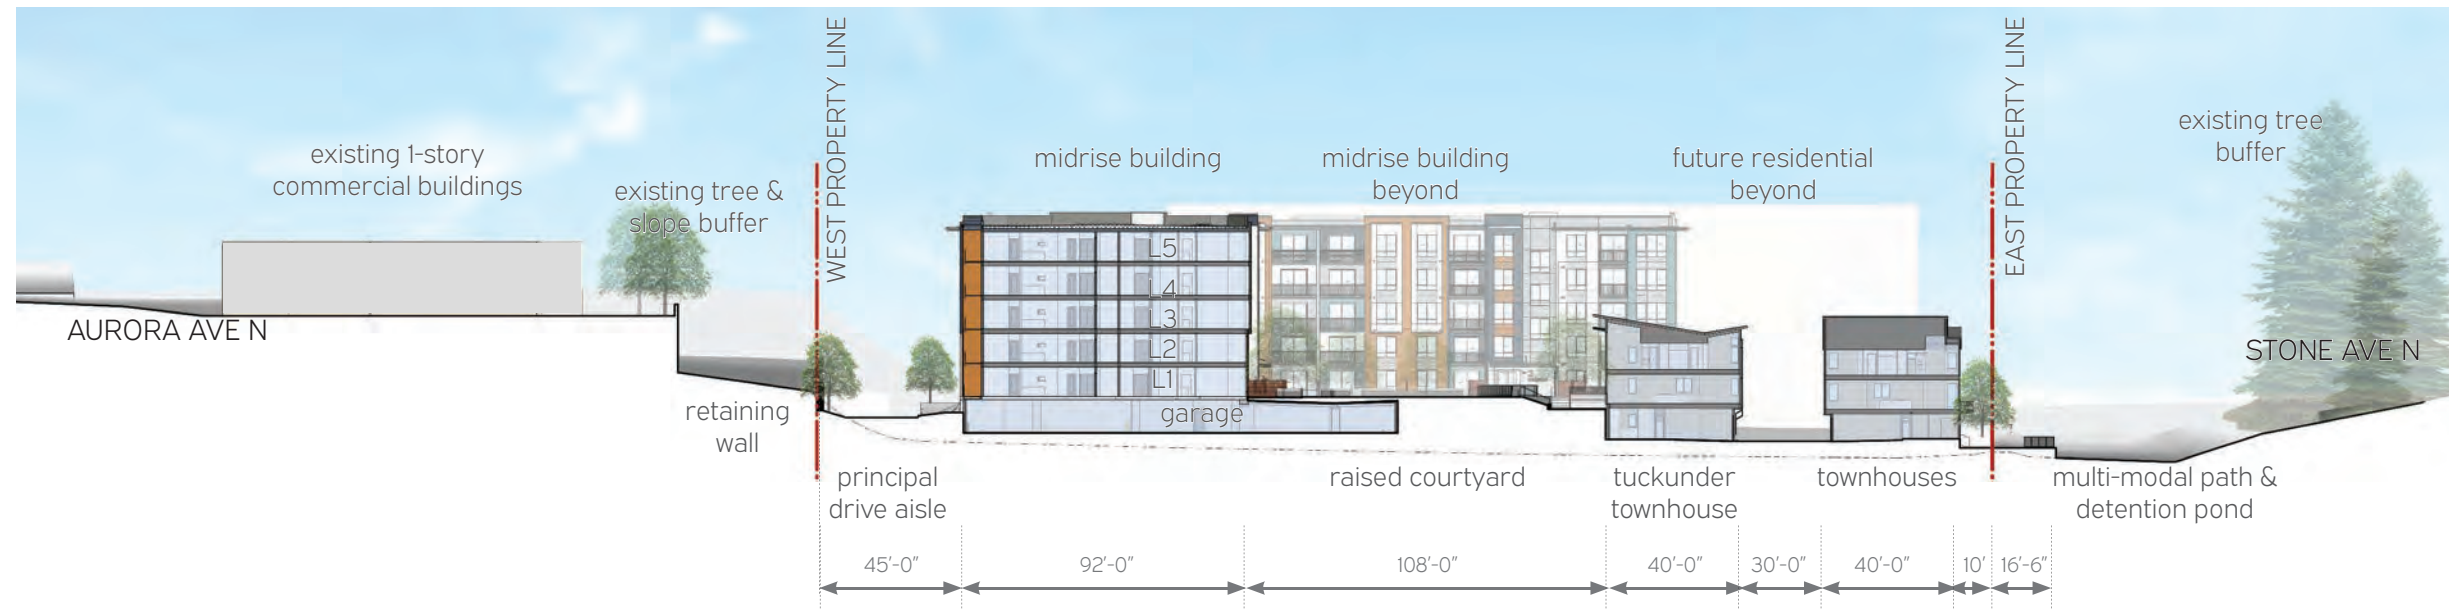 WEST PROPERTY LINE
EAST PROPERTY LINE
existing 1-story
commercial buildings
existing tree &
slope buffer
midrise building
midrise building
beyond
future residential
beyond
existing tree
buffer
AURORA AVE N
STONE AVE N
L5
L4
L3
L2
L1
garage
retaining
wall
principal
drive aisle
raised courtyard
tuckunder
townhouse
townhouses
multi-modal path &
detention pond
45'-0"
92'-0"
108'-0"
40'-0"
30'-0"
40'-0"
10'
16'-6"